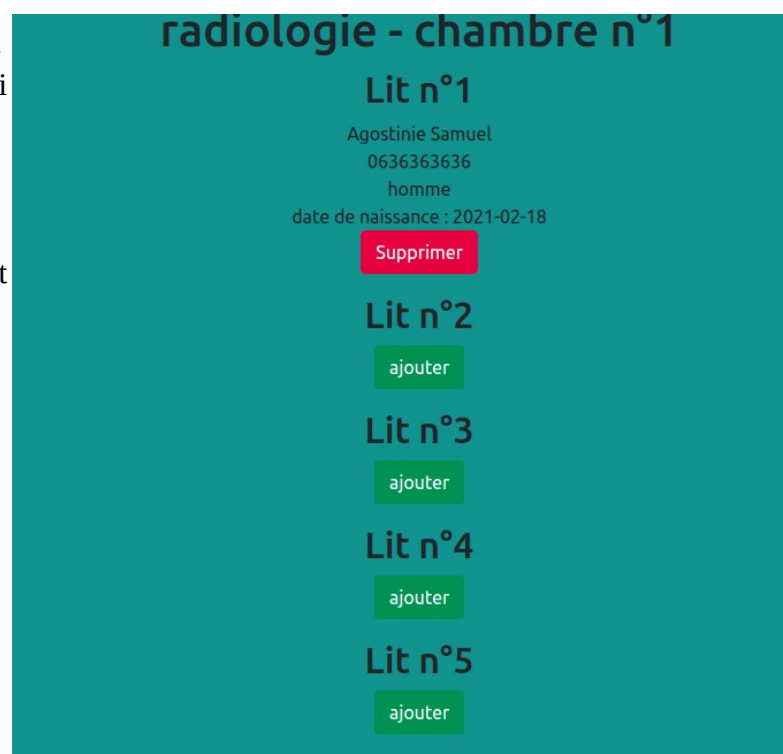 radiologie - chambre n°1
i
Lit n°1
Agostinie Samuel
0636363636
homme
date de naissance : 2021-02-18
Supprimer
t
Lit n°2
ajouter
Lit n°3
ajouter
Lit n°4
ajouter
Lit n°5
ajouter